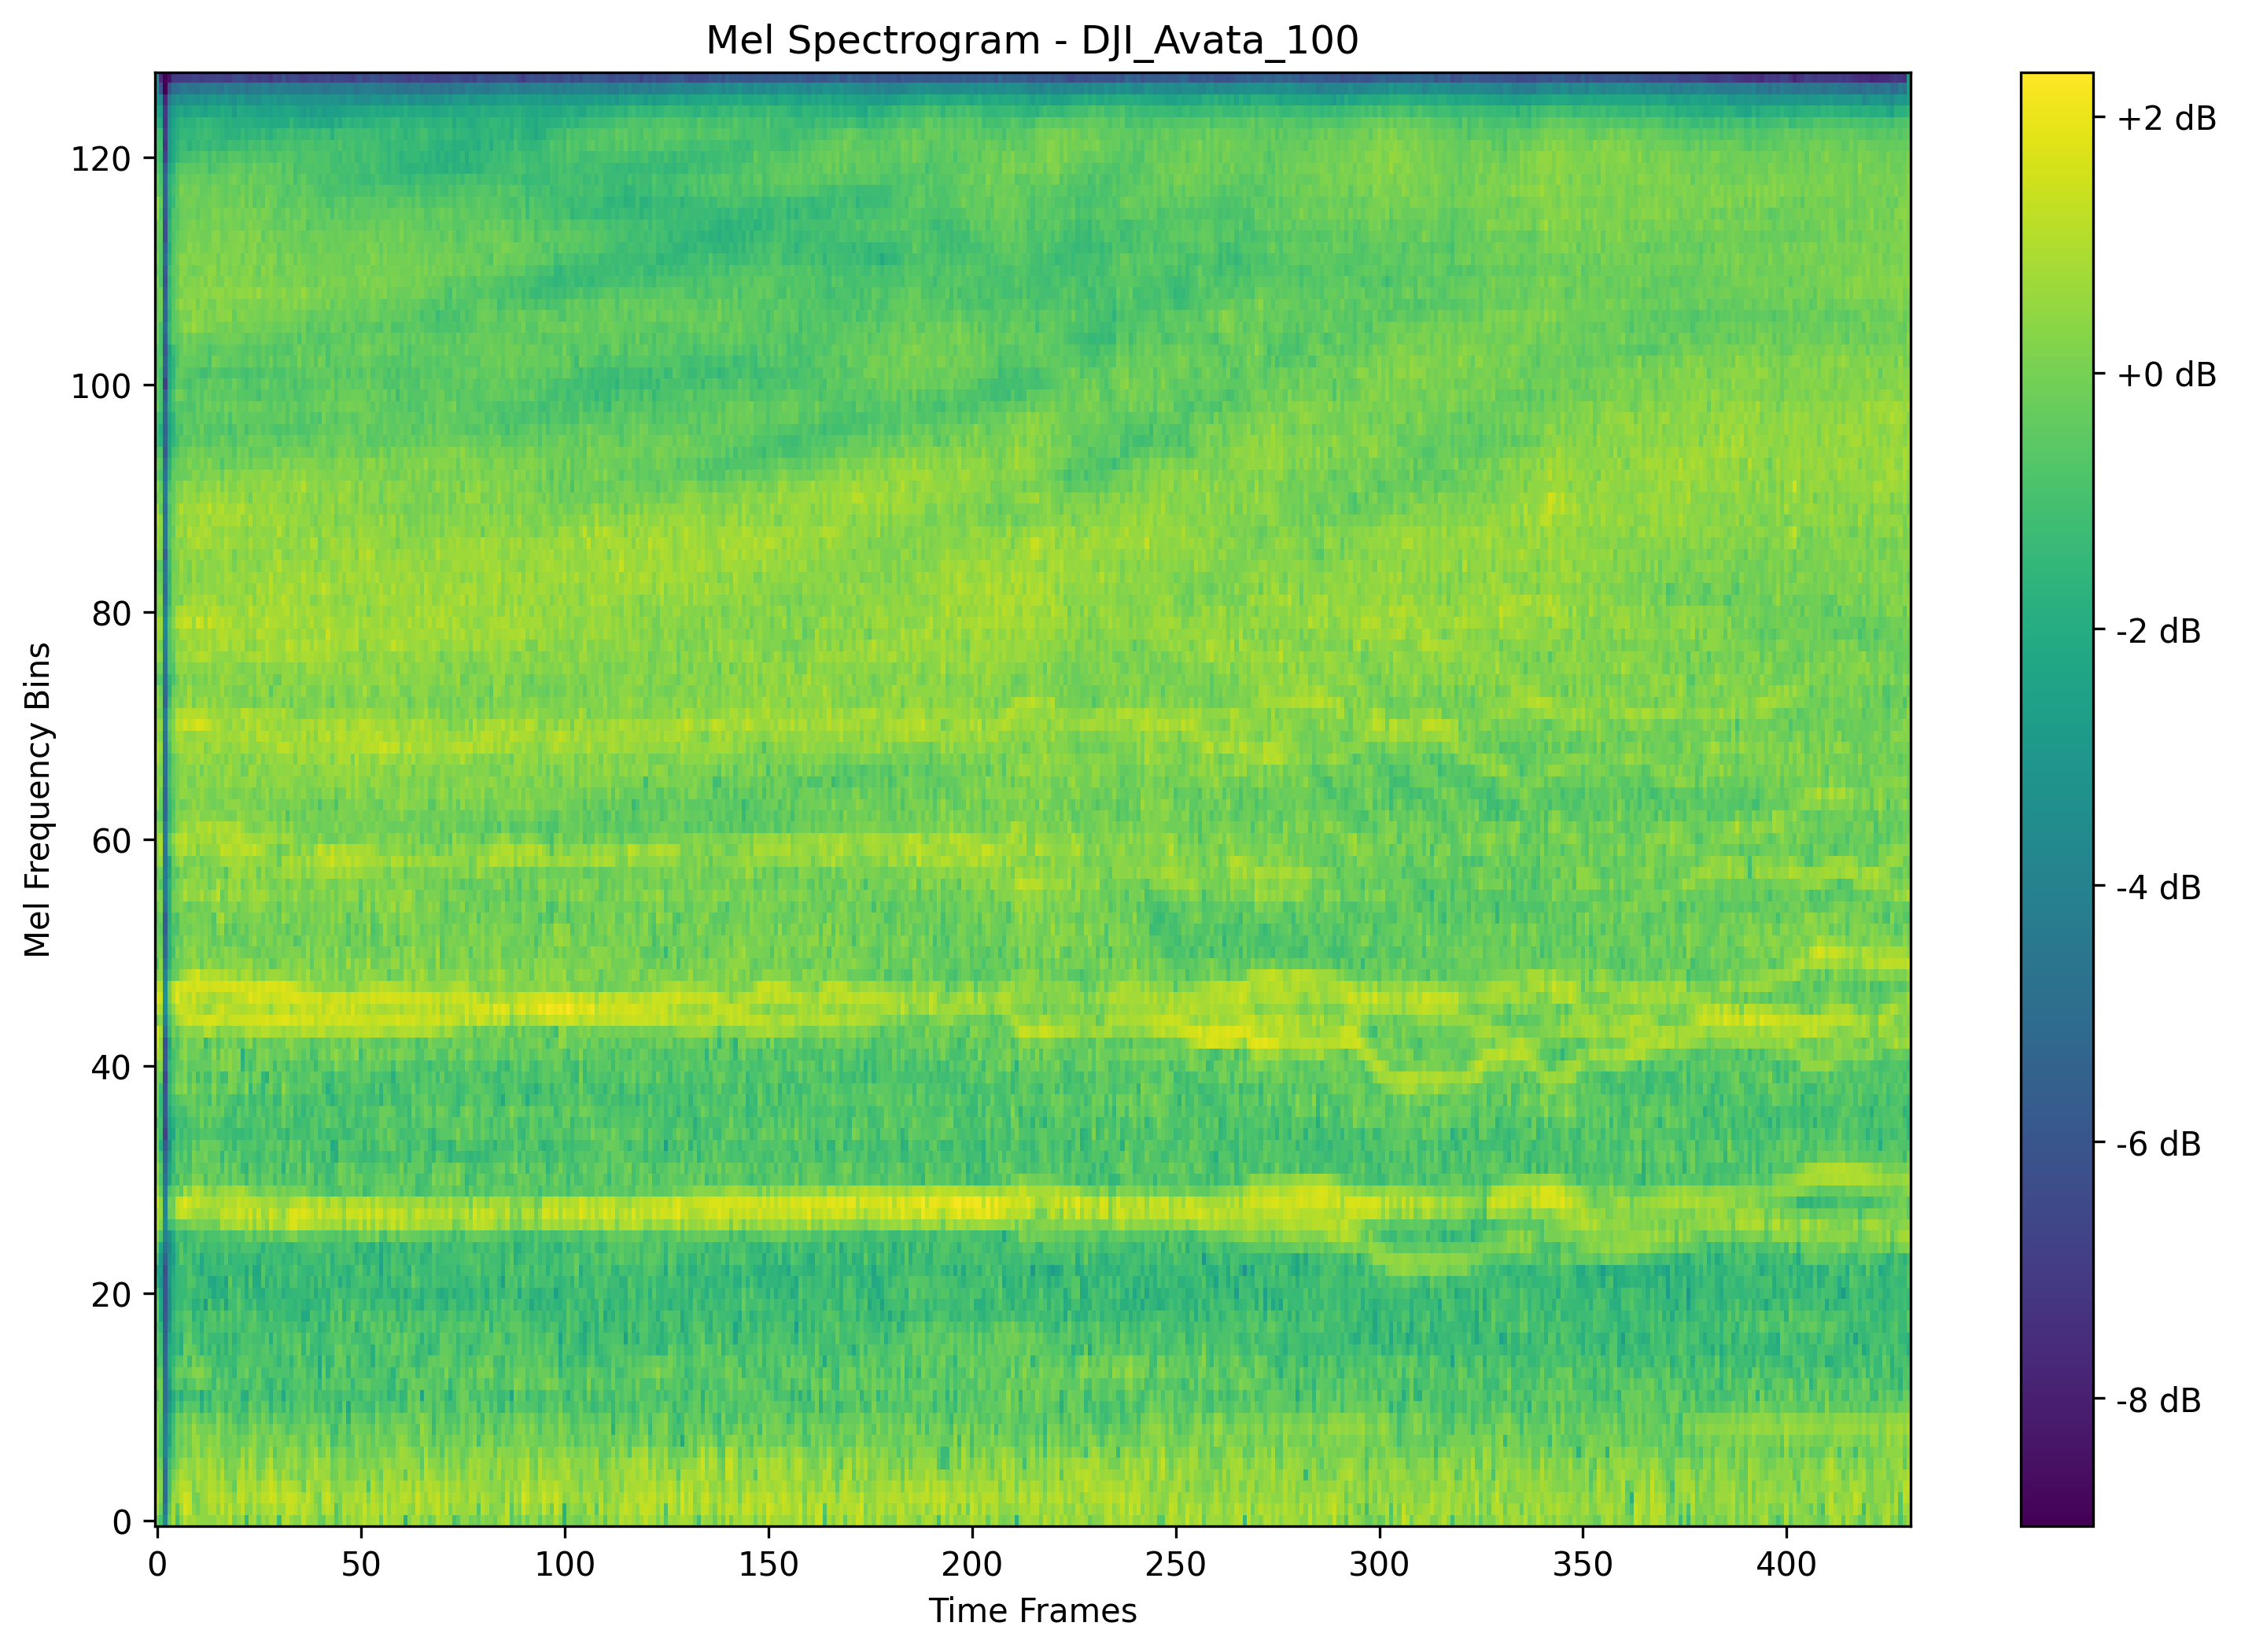 Mel Spectrogram - DJI_Avata_100
Mel Frequency Bins
120
100
80
60
40
20
0
0 50 100 150 200 250 300 350 400
Time Frames
+2 dB
+0 dB
-2 dB
-4 dB
-6 dB
-8 dB